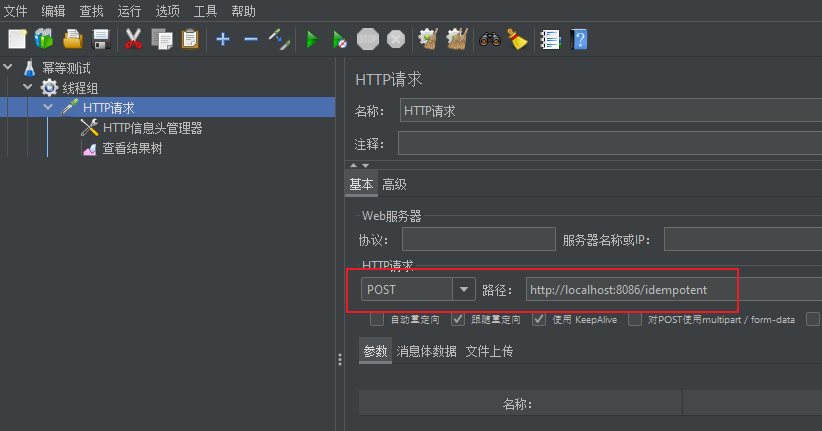 文件 编辑 查找 运行 选项 工具 帮助
幂等测试
线程组
HTTP请求
HTTP信息头管理器
查看结果树
HTTP请求
名称： HTTP请求
注释：
基本 高级
Web服务器
协议： 服务器名称或IP：
HTTP请求
POST 路径： http://localhost:8086/idempotent
自动重定向 跟随重定向 使用 KeepAlive 对POST使用multipart / form-data
参数 消息体数据 文件上传
名称：